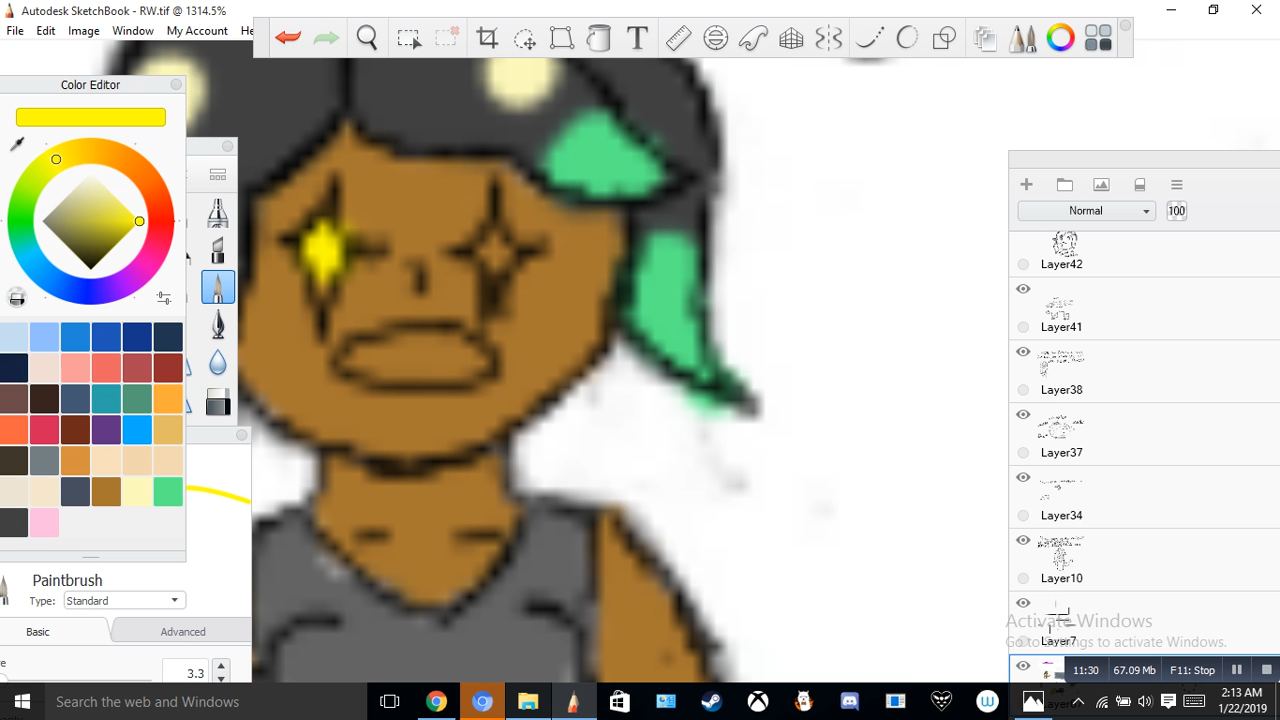 Autodesk SketchBook - RW.tif @ 1314.5%
File Edit Image Window My Account
Color Editor
Normal 100
Layer42
Layer41
Layer38
Layer37
Layer34
Layer10
Layer7
Paintbrush
Type: Standard
Basic Advanced
3.3
Activate Windows
Go to Settings to activate Windows.
11:30 67.09 Mb F11: Stop
Search the web and Windows
2:13 AM
1/22/2019